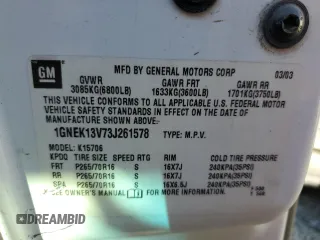 GM
MFD BY GENERAL MOTORS CORP
03/03
GVWR GAWR FRT GAWR RR
3085KG(6800LB) 1633KG(3600LB) 1701KG(3750LB)
THIS VEHICLE CONFORMS TO ALL APPLICABLE U.S. FEDERAL
MOTOR VEHICLE SAFETY STANDARDS IN EFFECT ON THE DATE OF
MANUFACTURE SHOWN ABOVE.
1GNEK13V73J261578 TYPE: M.P.V.
MODEL: K15706
TIRE SIZE SPEED RTG RIM COLD TIRE PRESSURE
FRT P265/70R16 S 16X7J 240KPA(35PSI)
RR P265/70R16 S 16X7J 240KPA(35PSI)
SPA P265/70R16 S 16X6.5J 240KPA(35PSI)
SEE OWNER'S MANUAL FOR ADDITIONAL INFORMATION
DREAMBID